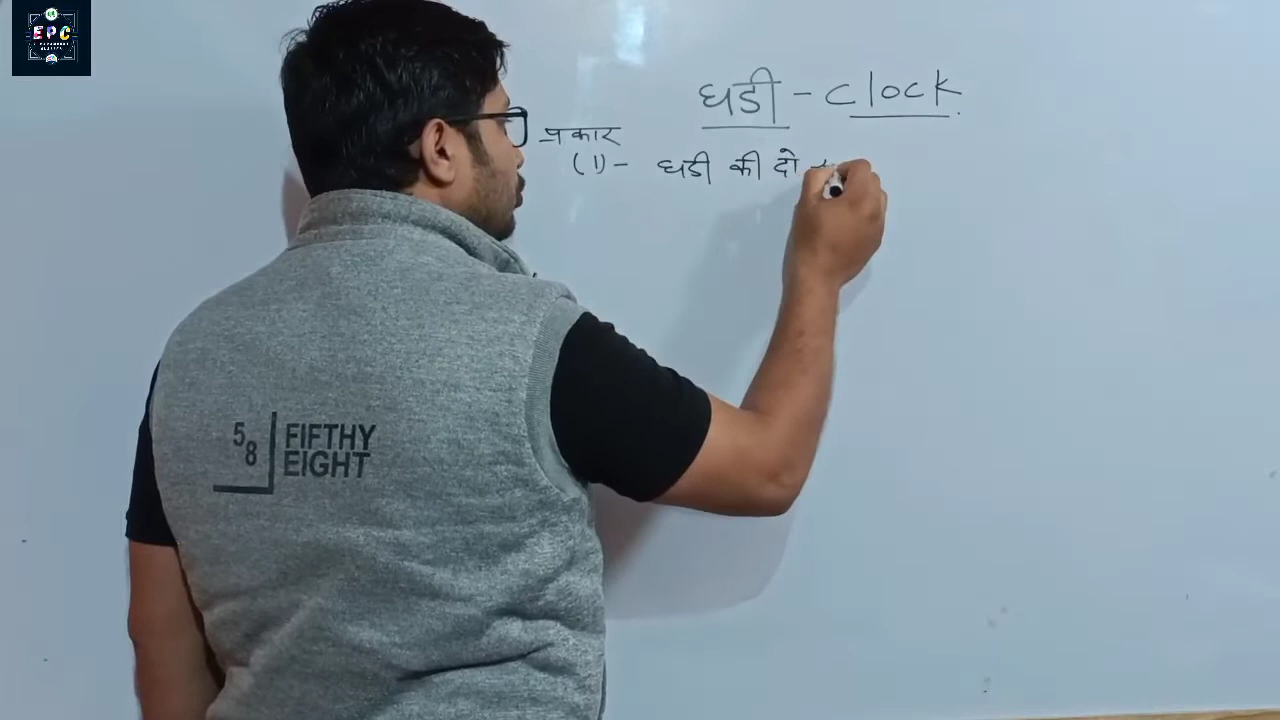 EPC
घडी - clock
प्रकार
(1) - घडी की दो
58 FIFTHY
EIGHT